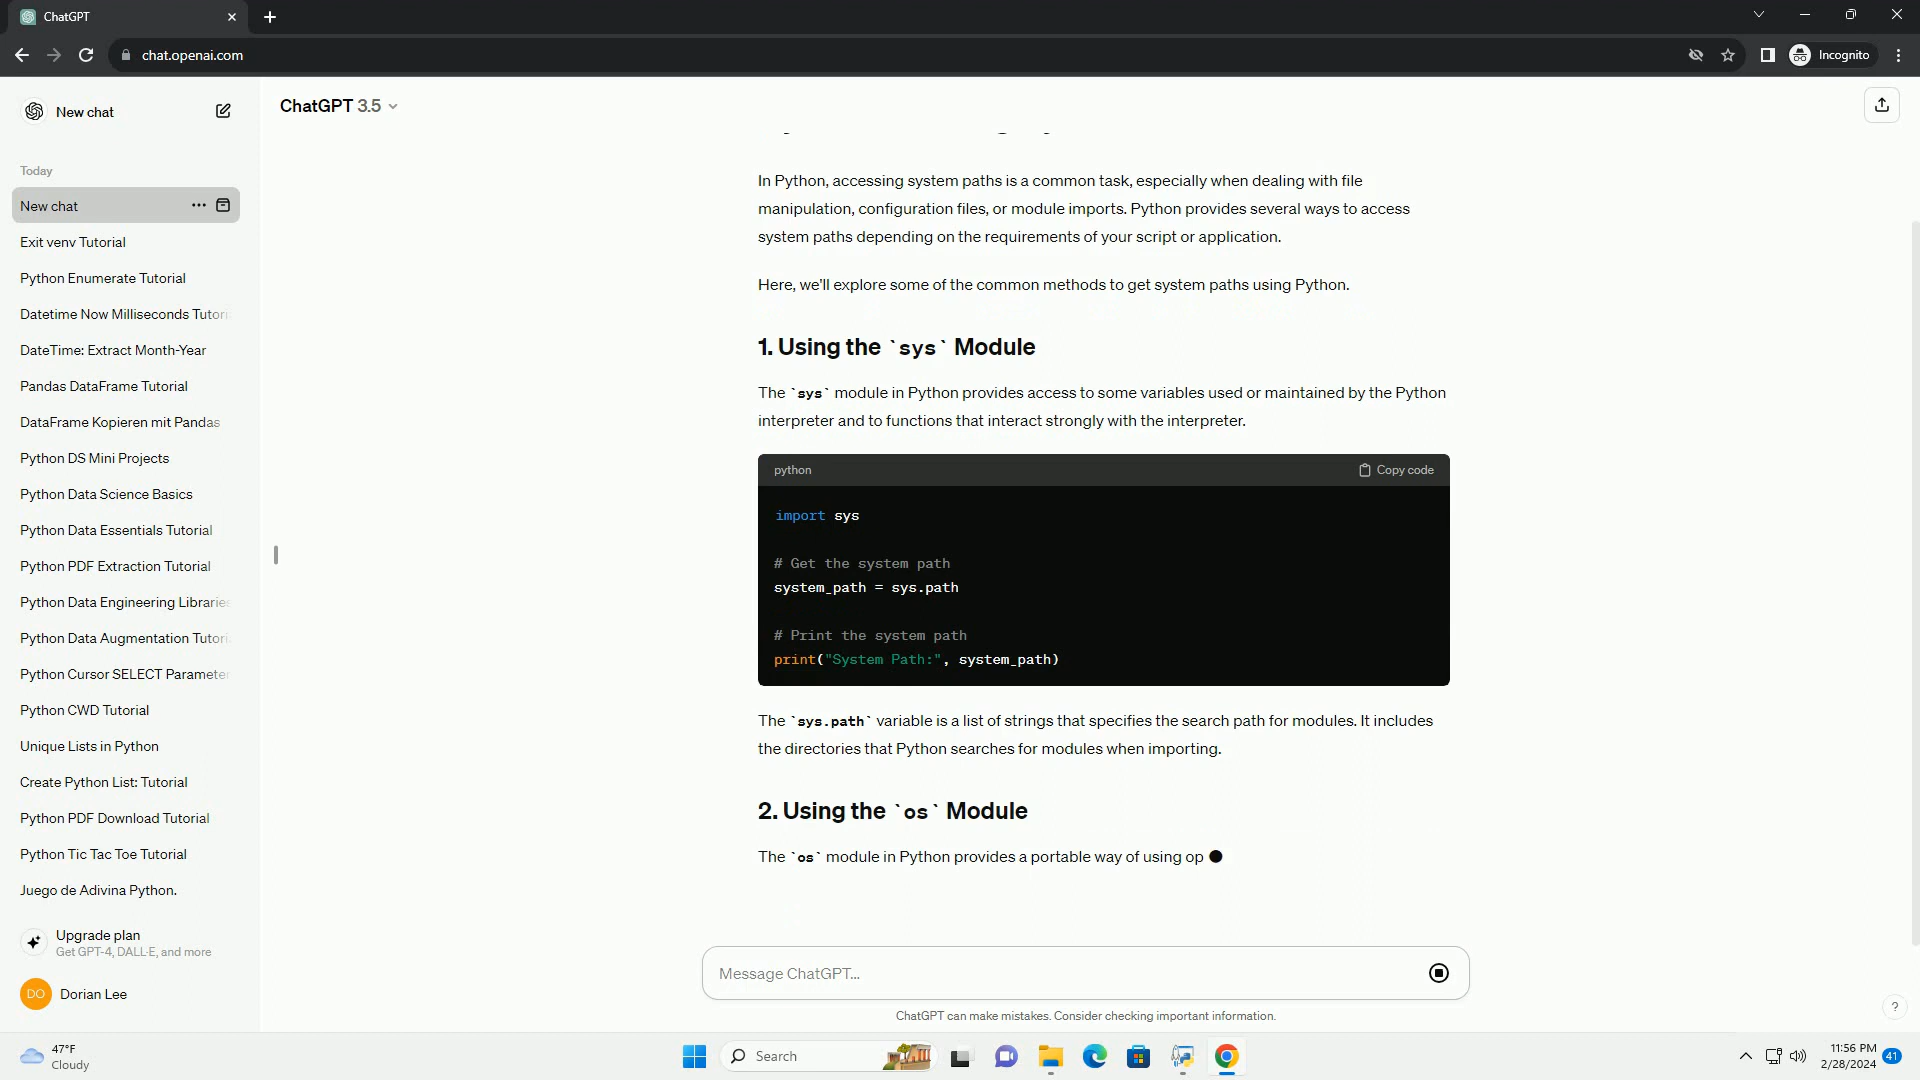 ChatGPT
chat.openai.com
Incognito
New chat
ChatGPT 3.5
Today
New chat
Exit venv Tutorial
Python Enumerate Tutorial
Datetime Now Milliseconds Tutori
DateTime: Extract Month-Year
Pandas DataFrame Tutorial
DataFrame Kopieren mit Pandas
Python DS Mini Projects
Python Data Science Basics
Python Data Essentials Tutorial
Python PDF Extraction Tutorial
Python Data Engineering Libraries
Python Data Augmentation Tutori
Python Cursor SELECT Parameter
Python CWD Tutorial
Unique Lists in Python
Create Python List: Tutorial
Python PDF Download Tutorial
Python Tic Tac Toe Tutorial
Juego de Adivina Python.
Upgrade plan
Get GPT-4, DALL·E, and more
DO Dorian Lee
In Python, accessing system paths is a common task, especially when dealing with file
manipulation, configuration files, or module imports. Python provides several ways to access
system paths depending on the requirements of your script or application.
Here, we'll explore some of the common methods to get system paths using Python.
1. Using the `sys` Module
The `sys` module in Python provides access to some variables used or maintained by the Python
interpreter and to functions that interact strongly with the interpreter.
python Copy code
import sys
# Get the system path
system_path = sys.path
# Print the system path
print("System Path:", system_path)
The `sys.path` variable is a list of strings that specifies the search path for modules. It includes
the directories that Python searches for modules when importing.
2. Using the `os` Module
The `os` module in Python provides a portable way of using op
Message ChatGPT...
ChatGPT can make mistakes. Consider checking important information.
?
47°F
Cloudy
Search
11:56 PM
2/28/2024
41